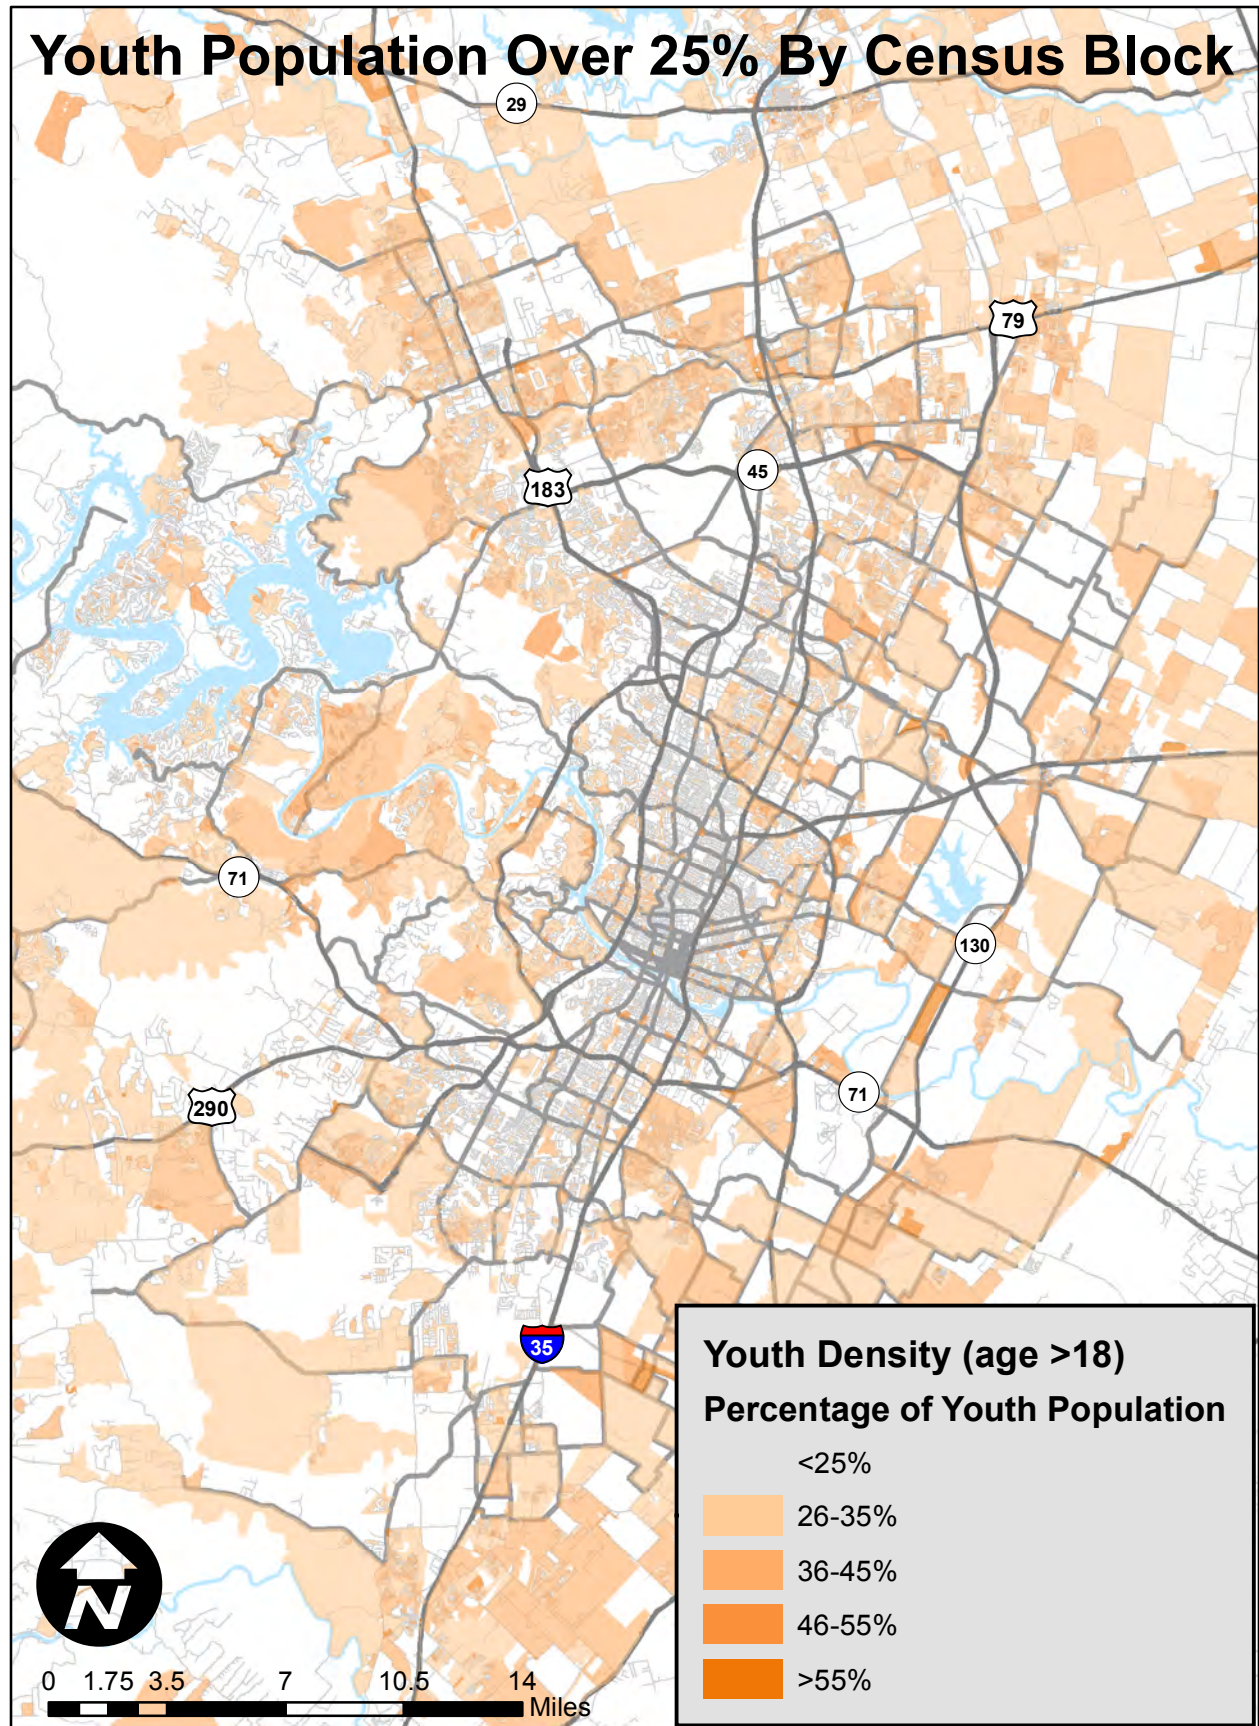 Youth Population Over 25% By Census Block
29
79
45
183
71
130
71
290
35
Youth Density (age >18)
Percentage of Youth Population
<25%
26-35%
36-45%
46-55%
>55%
N
0 1.75 3.5 7 10.5 14
Miles